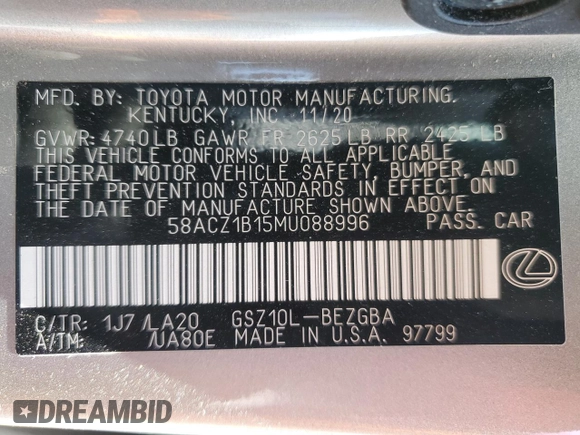 MFD. BY: TOYOTA MOTOR MANUFACTURING.
KENTUCKY, INC 11/20
GVWR: 4740LB GAWR FR 2625LB RR 2425LB
THIS VEHICLE CONFORMS TO ALL APPLICABLE
FEDERAL MOTOR VEHICLE SAFETY, BUMPER, AND
THEFT PREVENTION STANDARDS IN EFFECT ON
THE DATE OF MANUFACTURE SHOWN ABOVE.
58ACZ1B15MU088996 PASS. CAR
C/TR: 1J7 /LA20 GSZ10L-BEZGBA
A/TM: /UA80E MADE IN U.S.A. 97799
DREAMBID